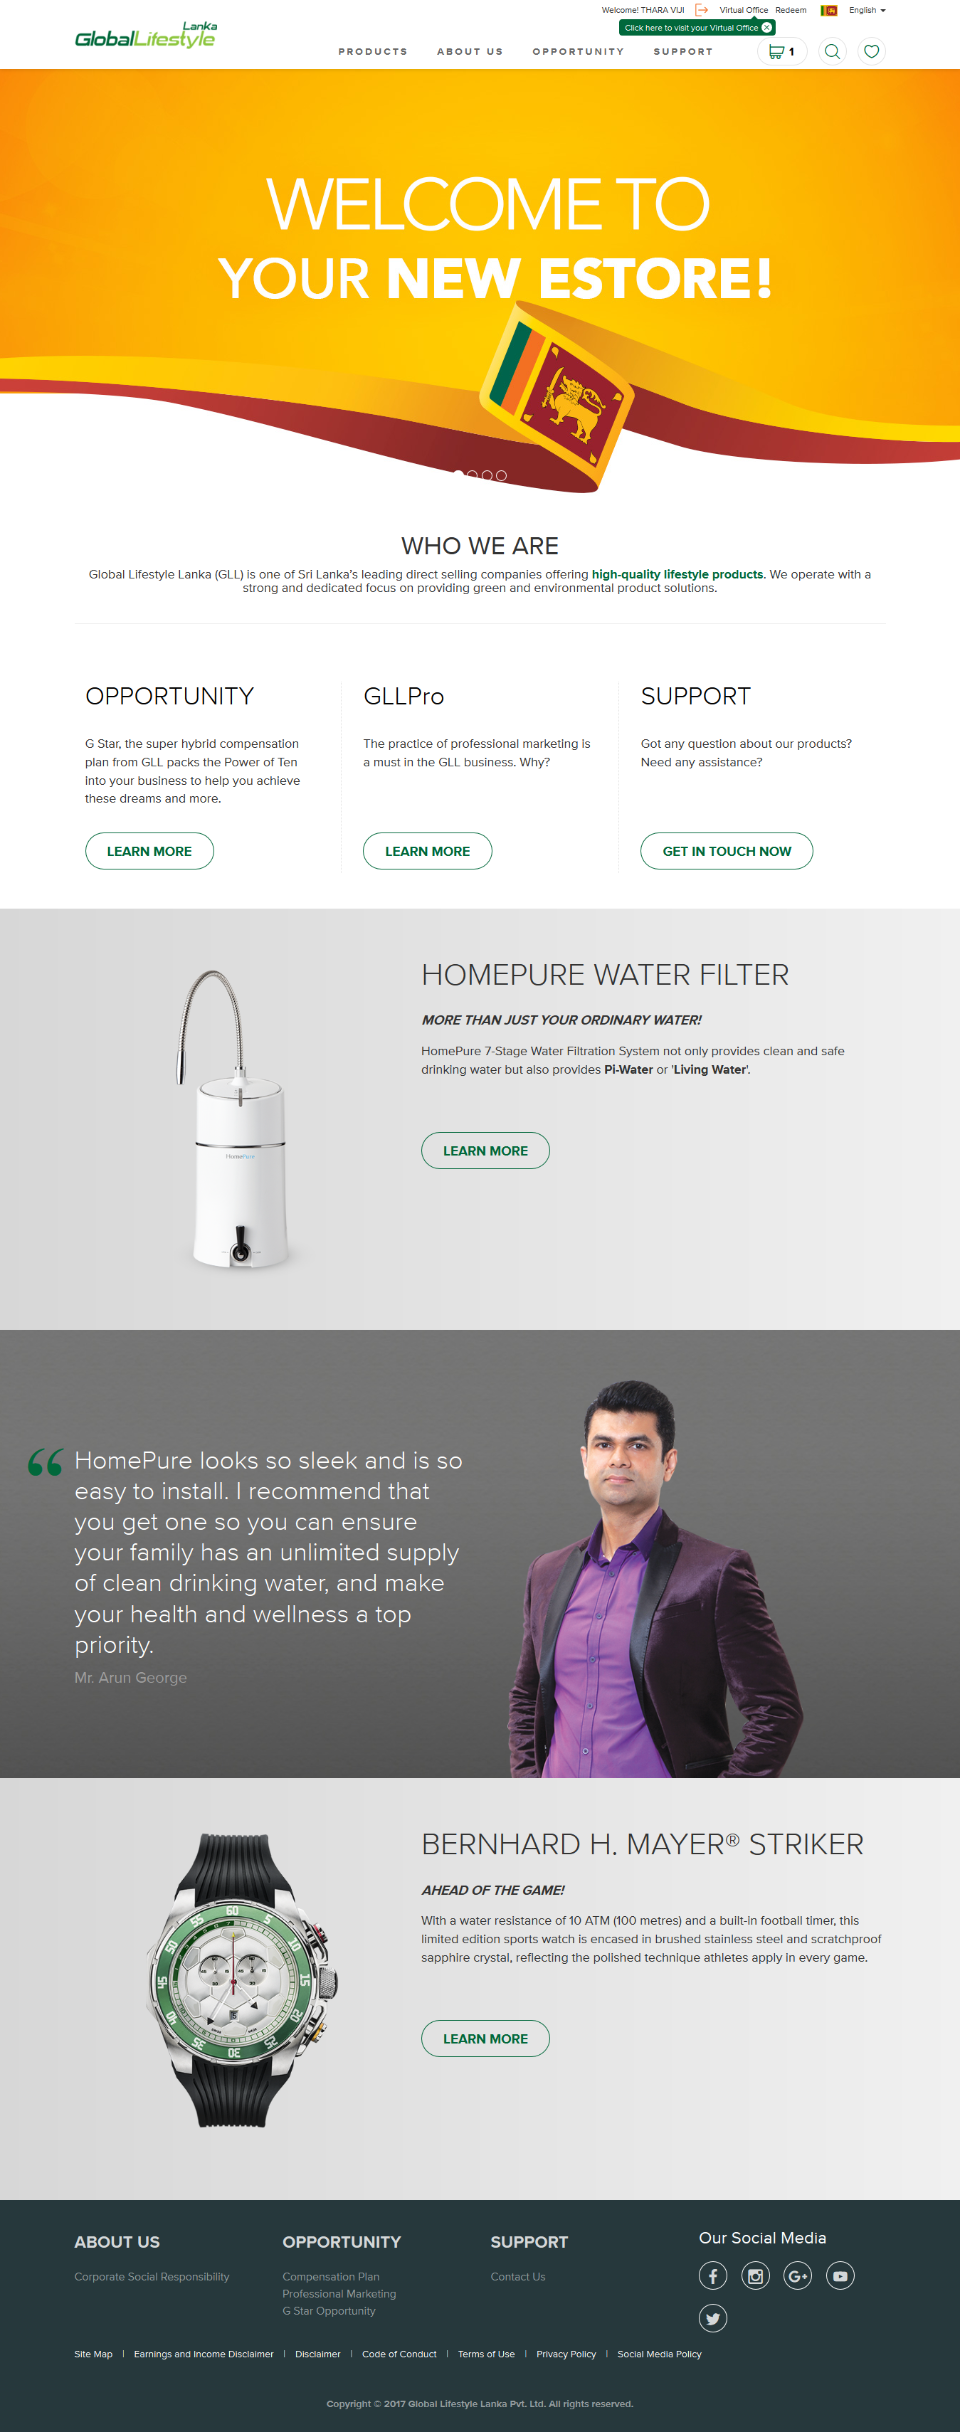 Welcome! THARA VUI Virtual Office Redeem English
Click here to visit your Virtual Office
Lanka
GlobalLifestyle
PRODUCTS ABOUT US OPPORTUNITY SUPPORT
1
WELCOME TO
YOUR NEW ESTORE!
WHO WE ARE
Global Lifestyle Lanka (GLL) is one of Sri Lanka's leading direct selling companies offering high-quality lifestyle products. We operate with a
strong and dedicated focus on providing green and environmental product solutions.
OPPORTUNITY
G Star, the super hybrid compensation
plan from GLL packs the Power of Ten
into your business to help you achieve
these dreams and more.
LEARN MORE
GLLPro
The practice of professional marketing is
a must in the GLL business. Why?
LEARN MORE
SUPPORT
Got any question about our products?
Need any assistance?
GET IN TOUCH NOW
HomePure
HOMEPURE WATER FILTER
MORE THAN JUST YOUR ORDINARY WATER!
HomePure 7-Stage Water Filtration System not only provides clean and safe
drinking water but also provides Pi-Water or 'Living Water'.
LEARN MORE
“ HomePure looks so sleek and is so
easy to install. I recommend that
you get one so you can ensure
your family has an unlimited supply
of clean drinking water, and make
your health and wellness a top
priority.
Mr. Arun George
60 5 10 15 20 25 30 35 40 45 50 55
BERNHARD H. MAYER® STRIKER
AHEAD OF THE GAME!
With a water resistance of 10 ATM (100 metres) and a built-in football timer, this
limited edition sports watch is encased in brushed stainless steel and scratchproof
sapphire crystal, reflecting the polished technique athletes apply in every game.
LEARN MORE
ABOUT US
Corporate Social Responsibility
OPPORTUNITY
Compensation Plan
Professional Marketing
G Star Opportunity
SUPPORT
Contact Us
Our Social Media
Site Map | Earnings and Income Disclaimer | Disclaimer | Code of Conduct | Terms of Use | Privacy Policy | Social Media Policy
Copyright © 2017 Global Lifestyle Lanka Pvt. Ltd. All rights reserved.